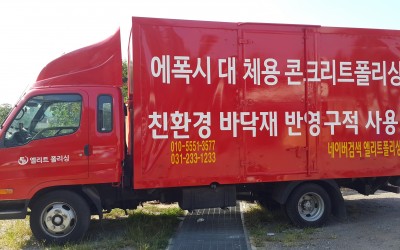 에폭시 대 체용 콘크리트폴리싱
친환경 바닥재 반영구적 사용
010-5551-3577
031-233-1233
네이버검색 엘리트폴리싱
엘리트 폴리싱